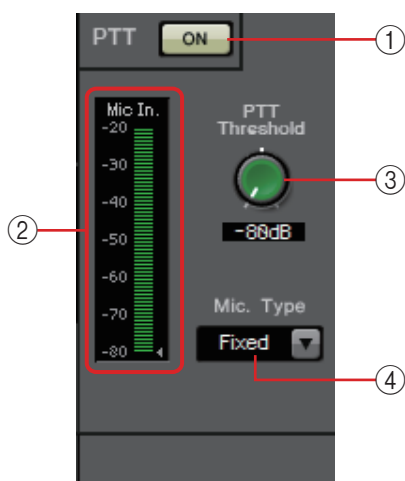 PTT ON
①
Mic In.
-20
-30
-40
-50
-60
-70
-80
②
PTT
Threshold
③
-80dB
Mic. Type
Fixed
④